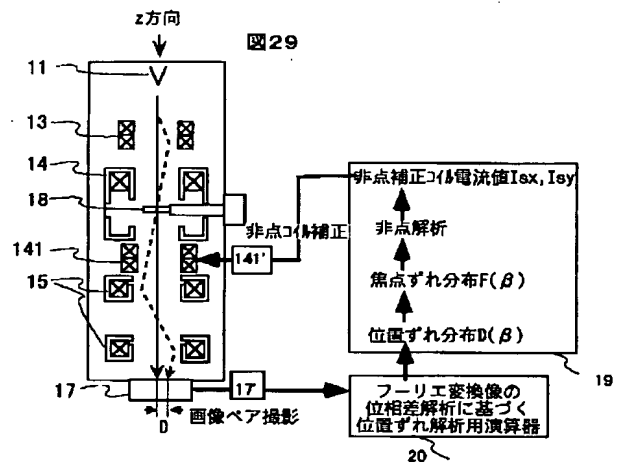 z方向
図29
11
13
14
18
141
15
17
D
画像ペア撮影
17
非点コイル補正
141'
非点補正コイル電流値Isx,Isy
非点解析
焦点ずれ分布F(β)
位置ずれ分布D(β)
19
フーリエ変換像の
位相差解析に基づく
位置ずれ解析用演算器
20